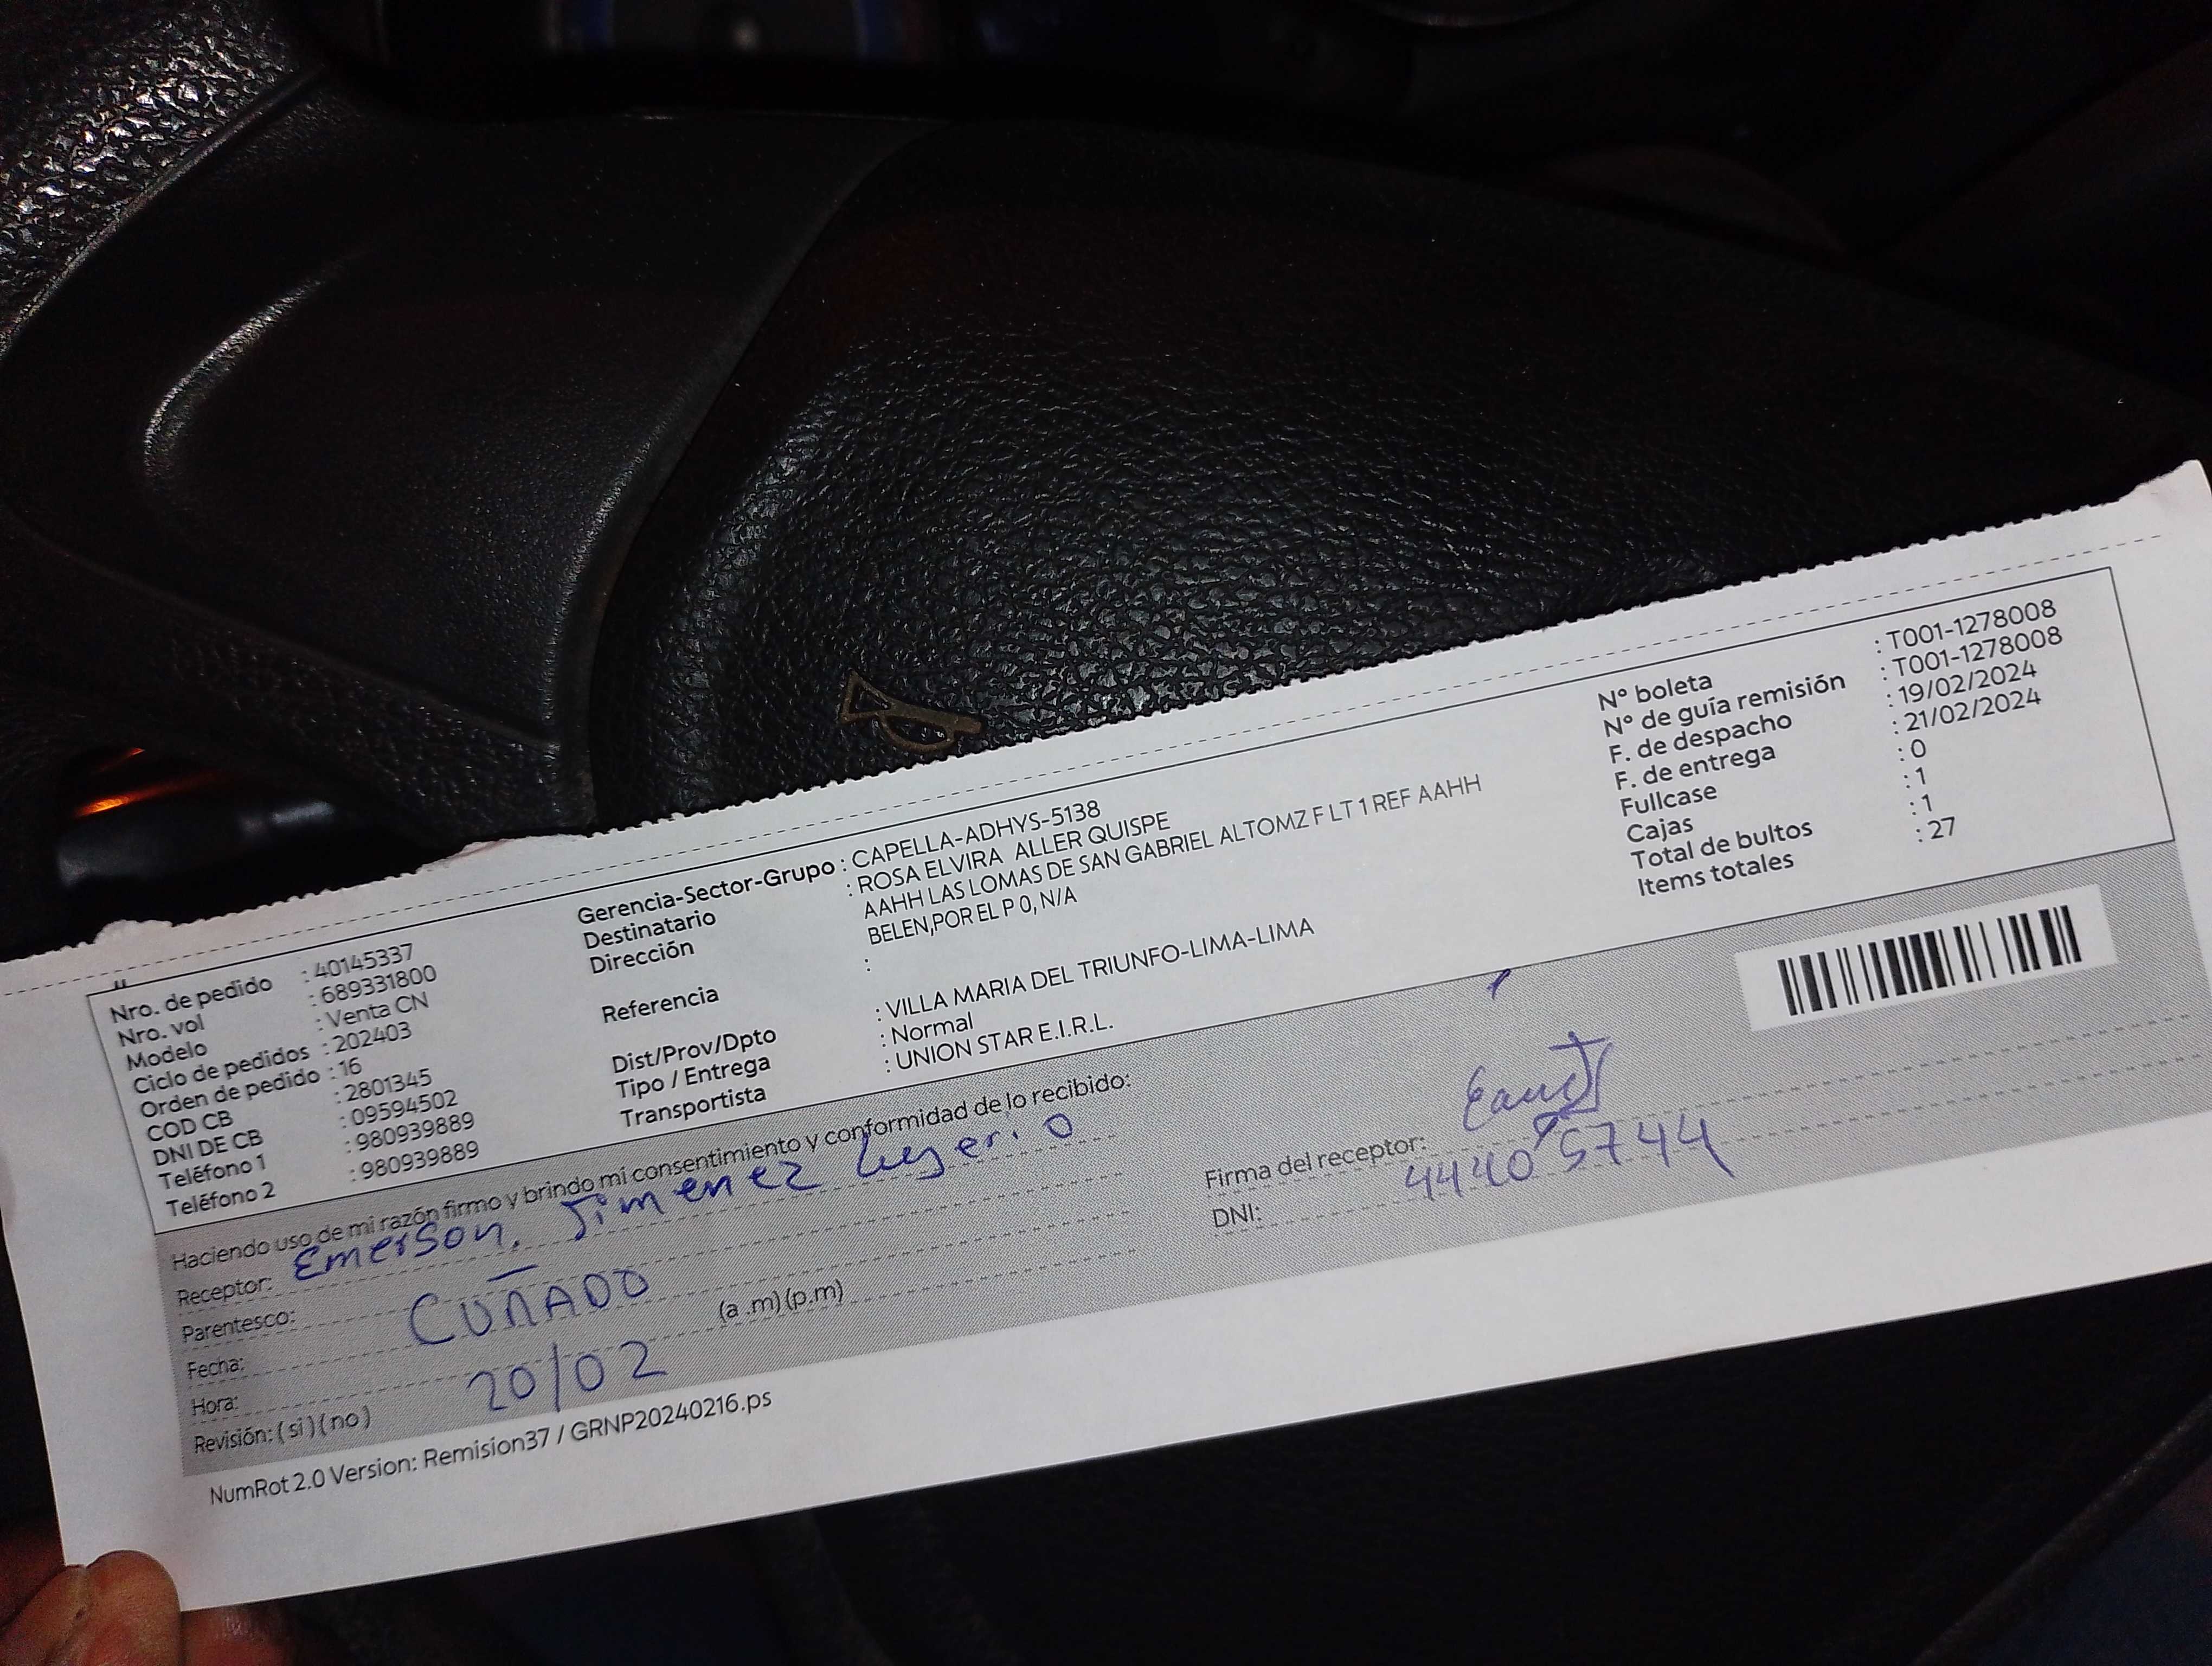 Nro. de pedido : 40145337
Nro. vol : 689331800
Modelo : Venta CN
Ciclo de pedidos : 202403
Orden de pedido : 16
COD CB : 2801345
DNI DE CB : 09594502
Teléfono 1 : 980939889
Teléfono 2 : 980939889
Gerencia-Sector-Grupo : CAPELLA-ADHYS-5138
Destinatario : ROSA ELVIRA ALLER QUISPE
Dirección AAHH LAS LOMAS DE SAN GABRIEL ALTOMZ F LT 1 REF AAHH
BELEN,POR EL P 0, N/A
Referencia :
Dist/Prov/Dpto : VILLA MARIA DEL TRIUNFO-LIMA-LIMA
Tipo / Entrega : Normal
Transportista : UNION STAR E.I.R.L.
N° boleta : T001-1278008
N° de guía remisión : T001-1278008
F. de despacho : 19/02/2024
F. de entrega : 21/02/2024
Fullcase : 0
Cajas : 1
Total de bultos : 1
Items totales : 27
Haciendo uso de mi razón firmo y brindo mi consentimiento y conformidad de lo recibido:
Receptor: Emerson. Jimenez
Parentesco: CUÑADO
Fecha: 20/02
Hora: (a .m) (p.m)
Revisión: ( si ) ( no )
Firma del receptor:
DNI: 44405744
NumRot 2.0 Version: Remision37 / GRNP20240216.ps